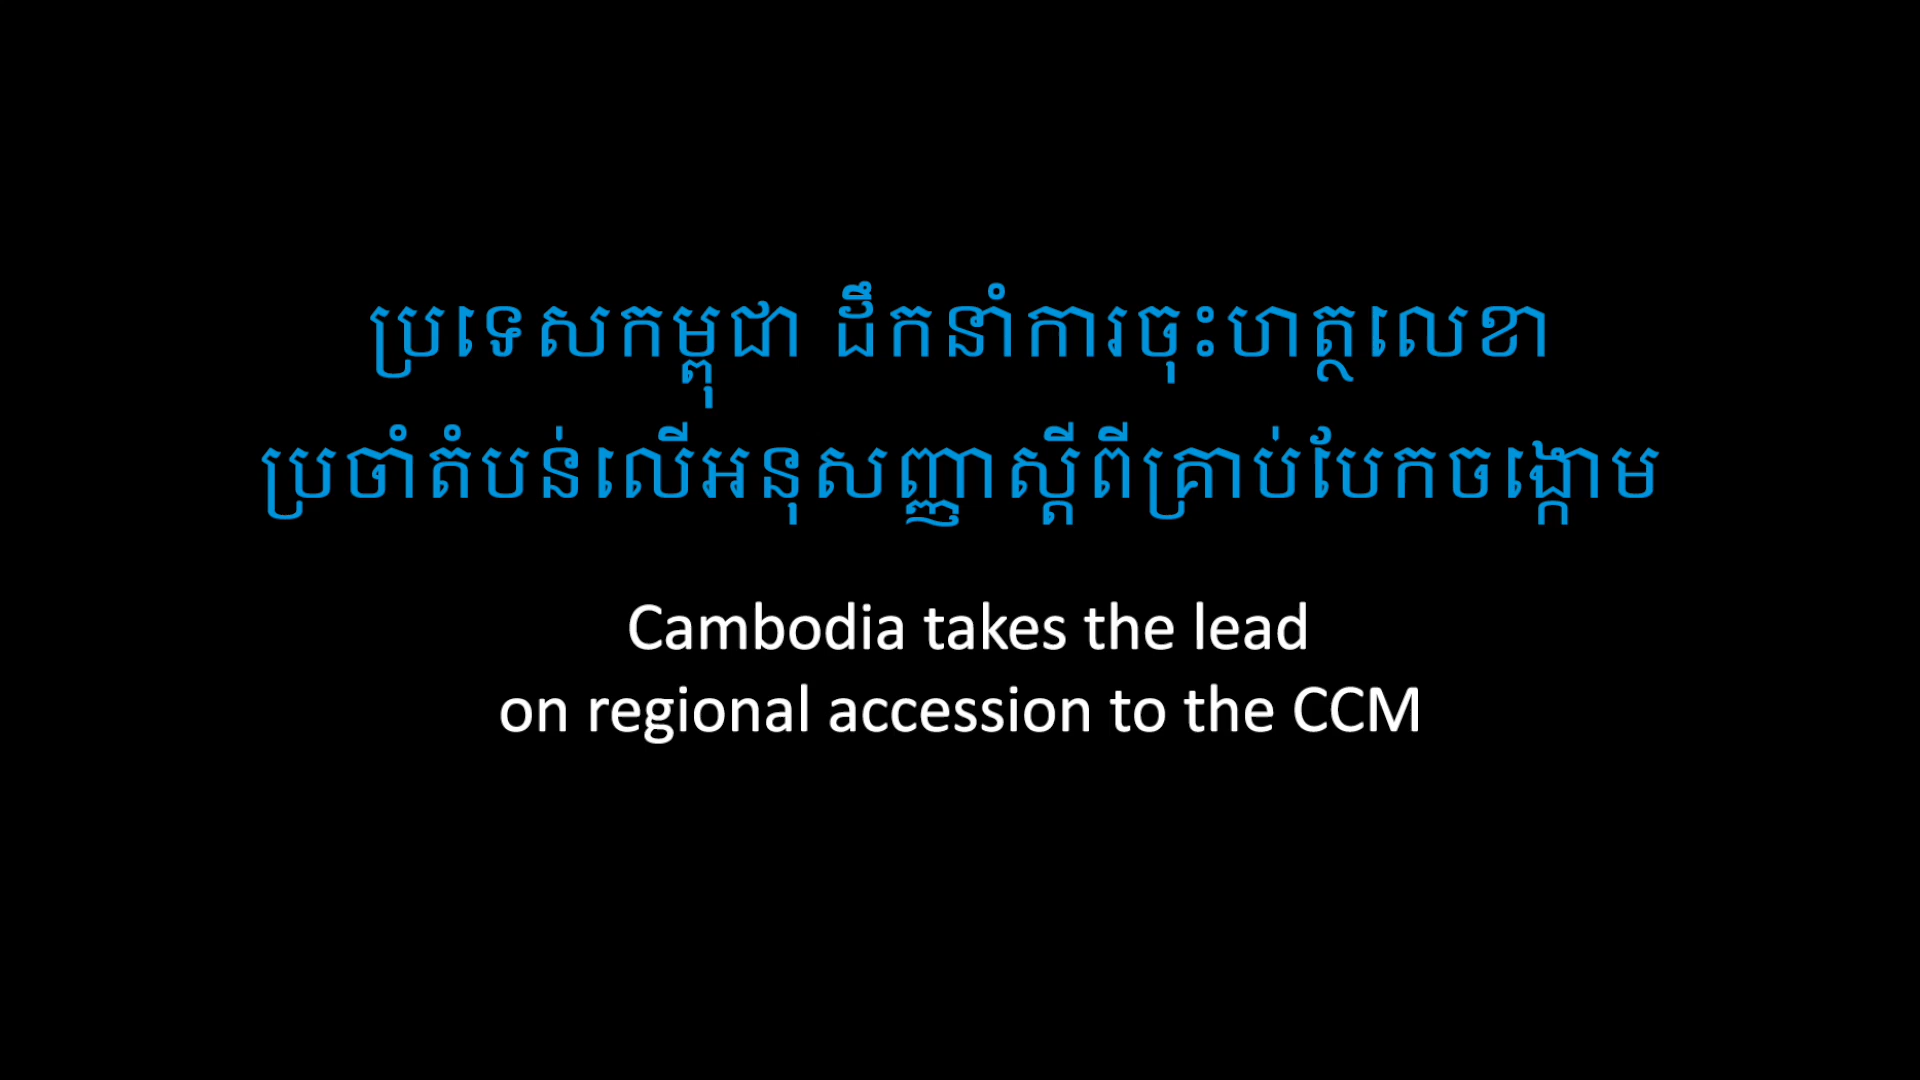 ប្រទេសកម្ពុជា ដឹកនាំការចុះហត្ថលេខា
ប្រចាំតំបន់លើអនុសញ្ញាស្តីពីគ្រាប់បែកចង្កោម
Cambodia takes the lead
on regional accession to the CCM